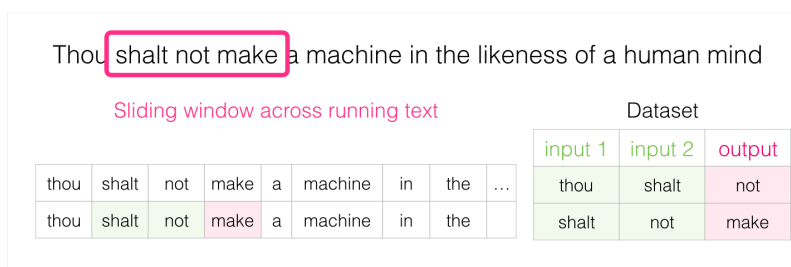 Thou shalt not make a machine in the likeness of a human mind
Sliding window across running text
thou shalt not make a machine in the ...
thou shalt not make a machine in the
Dataset
input 1 input 2 output
thou shalt not
shalt not make